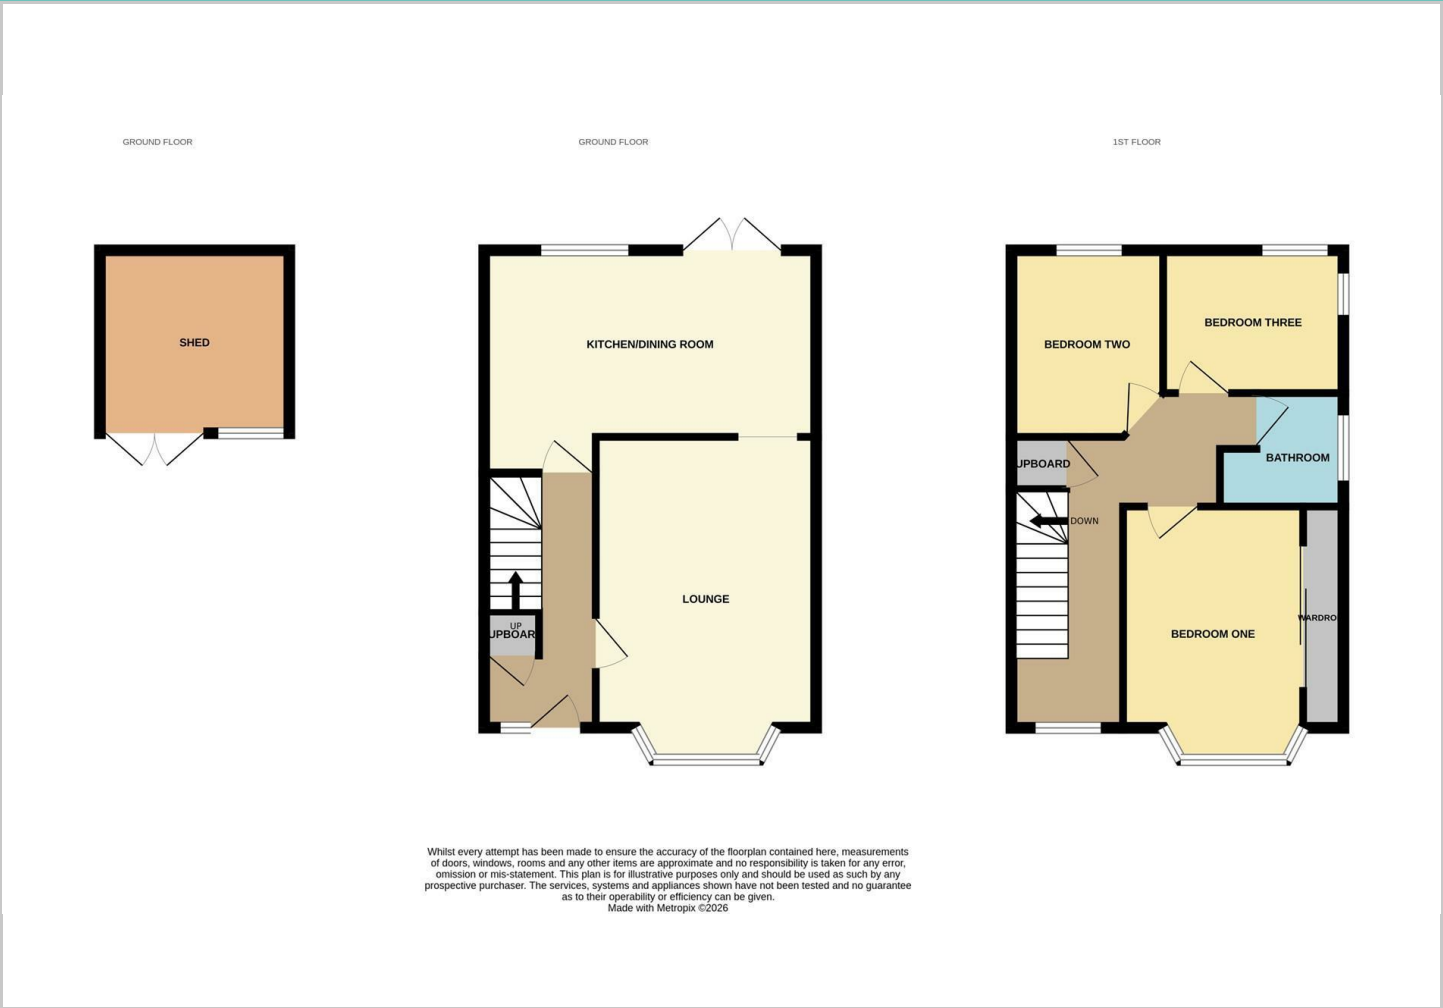 GROUND FLOOR
GROUND FLOOR
1ST FLOOR
SHED
KITCHEN/DINING ROOM
BEDROOM TWO
BEDROOM THREE
UPBOARD
BATHROOM
DOWN
LOUNGE
UP
UPBOAR
BEDROOM ONE
WARDRO
Whilst every attempt has been made to ensure the accuracy of the floorplan contained here, measurements
of doors, windows, rooms and any other items are approximate and no responsibility is taken for any error,
omission or mis-statement. This plan is for illustrative purposes only and should be used as such by any
prospective purchaser. The services, systems and appliances shown have not been tested and no guarantee
as to their operability or efficiency can be given.
Made with Metropix ©2026